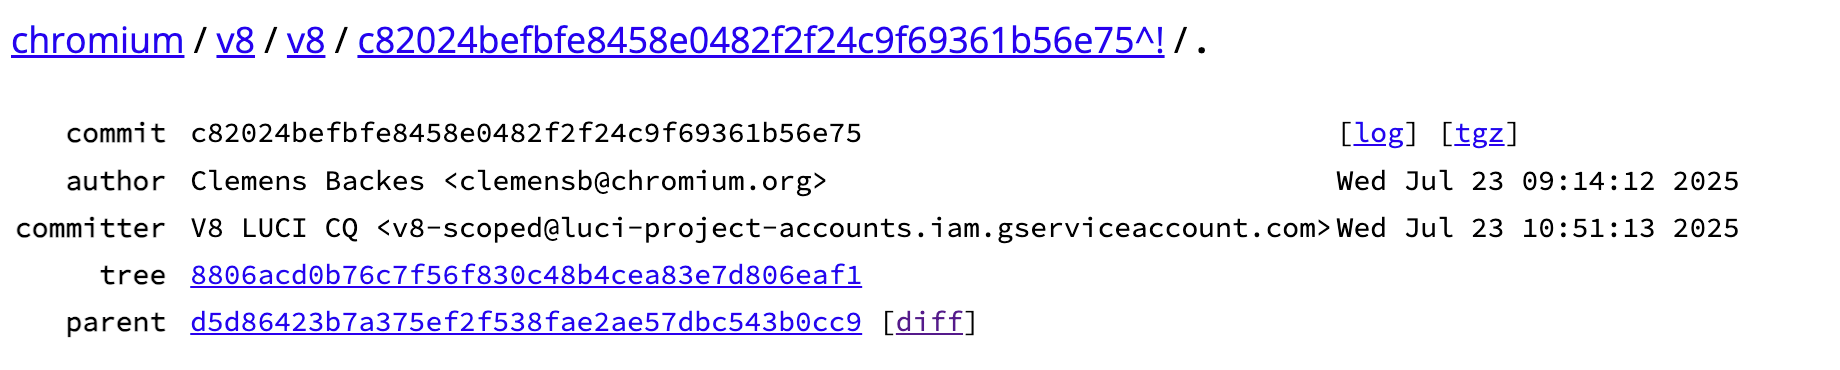 chromium / v8 / v8 / c82024befbfe8458e0482f2f24c9f69361b56e75^! / .
commit c82024befbfe8458e0482f2f24c9f69361b56e75 [log] [tgz]
author Clemens Backes <clemensb@chromium.org> Wed Jul 23 09:14:12 2025
committer V8 LUCI CQ <v8-scoped@luci-project-accounts.iam.gserviceaccount.com> Wed Jul 23 10:51:13 2025
tree 8806acd0b76c7f56f830c48b4cea83e7d806eaf1
parent d5d86423b7a375ef2f538fae2ae57dbc543b0cc9 [diff]